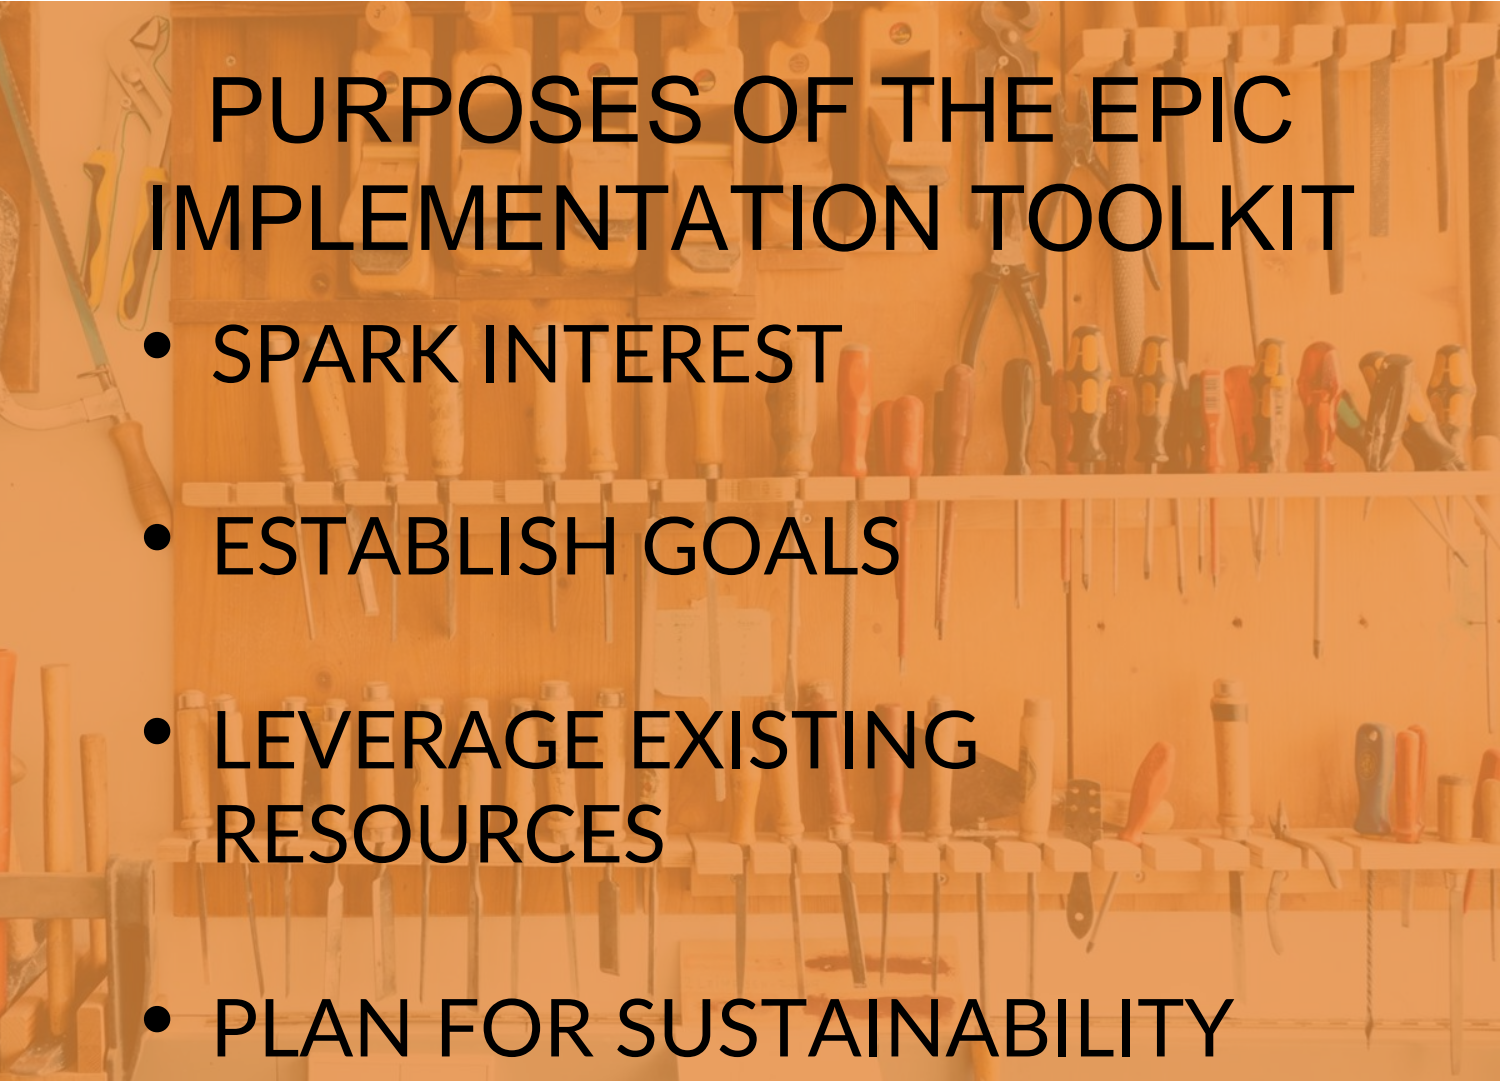 PURPOSES OF THE EPIC
IMPLEMENTATION TOOLKIT
• SPARK INTEREST
• ESTABLISH GOALS
• LEVERAGE EXISTING
RESOURCES
• PLAN FOR SUSTAINABILITY